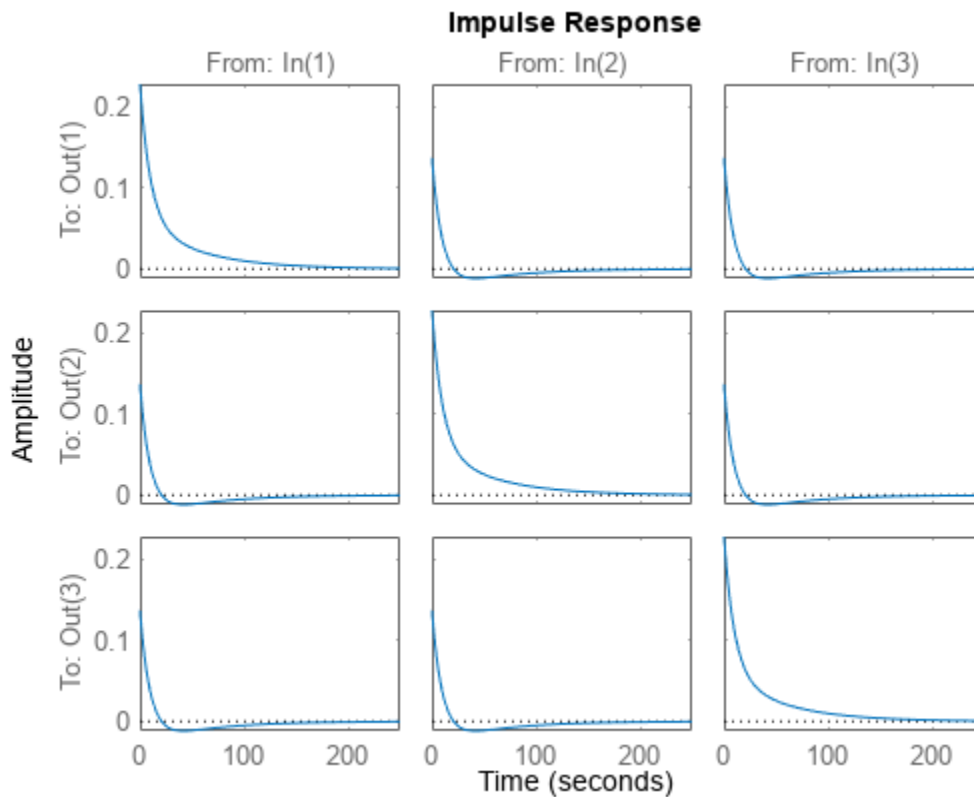 Impulse Response
From: In(1) From: In(2) From: In(3)
To: Out(1)
0.2
0.1
0
Amplitude
To: Out(2)
0.2
0.1
0
To: Out(3)
0.2
0.1
0
0 100 200 0 100 200 0 100 200
Time (seconds)